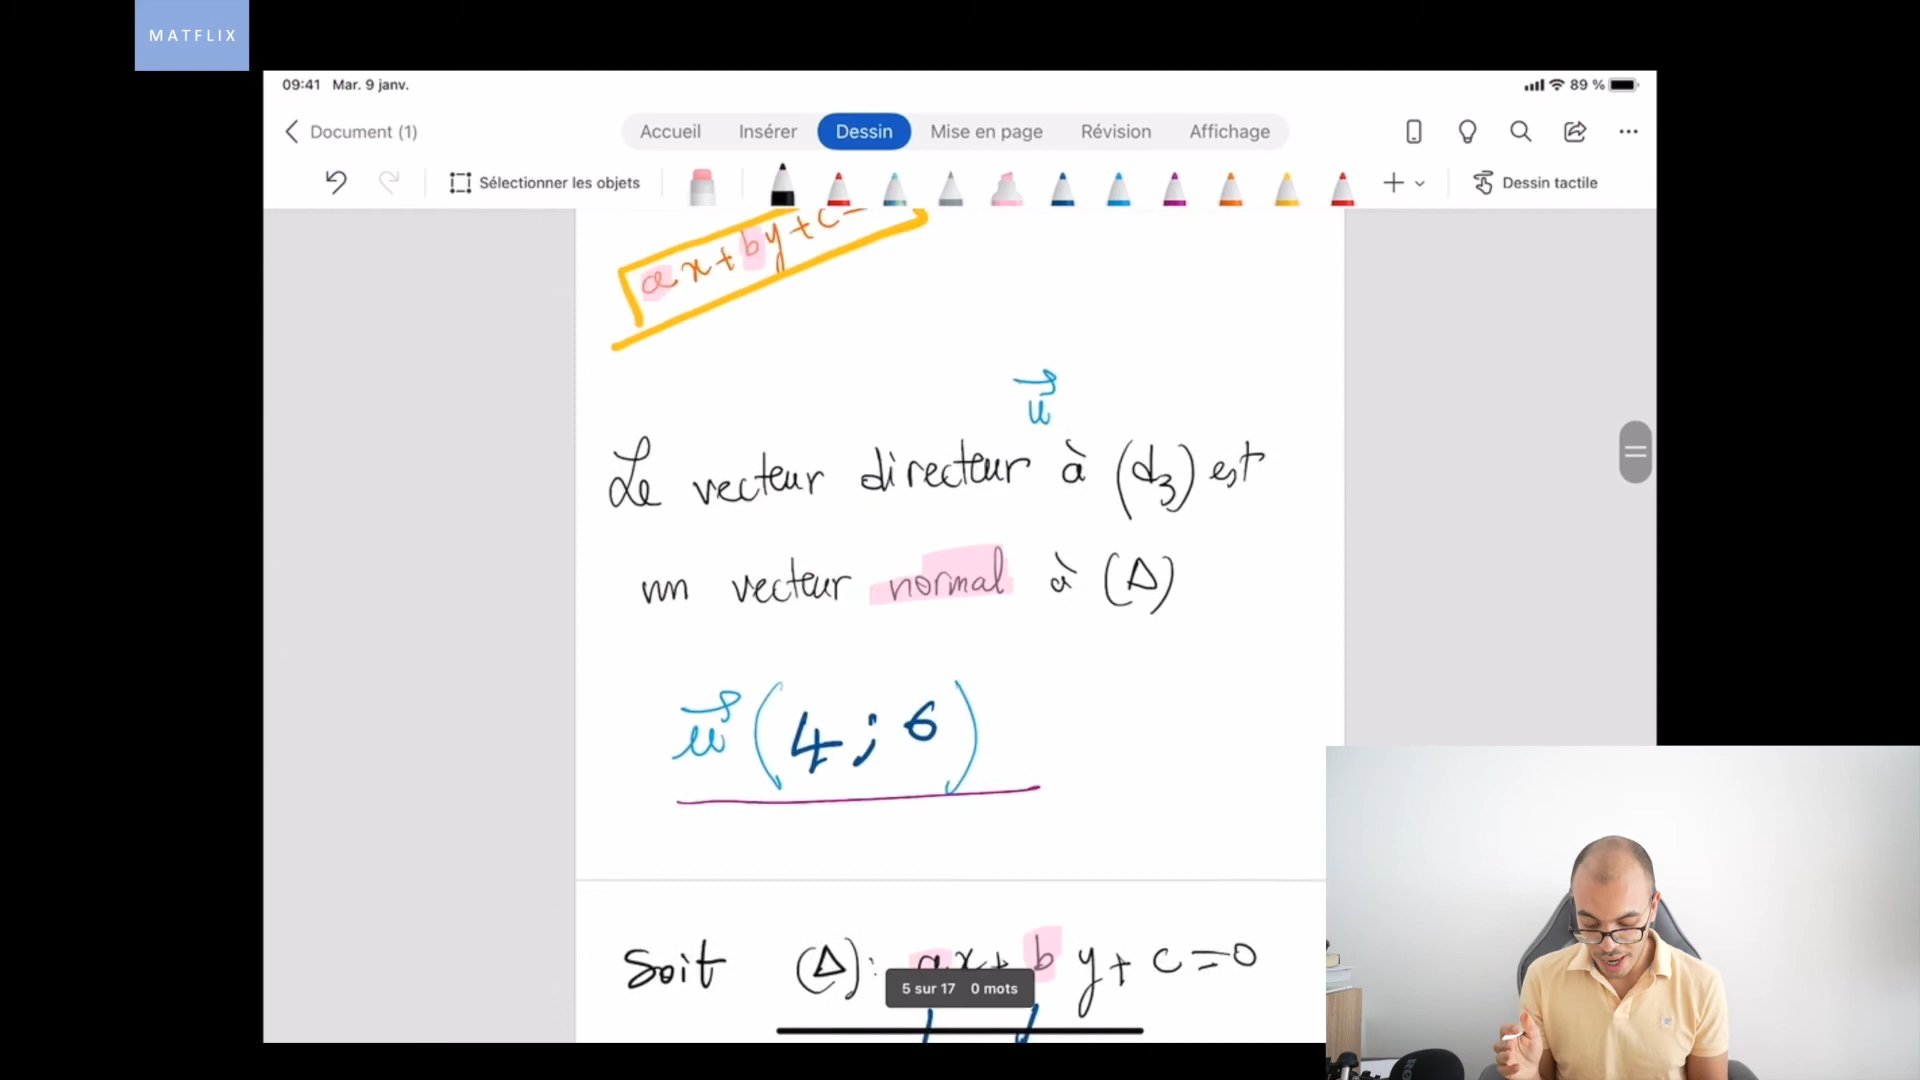 MATFLIX
09:41 Mar. 9 janv.
89 %
Document (1)
Accueil Insérer Dessin Mise en page Révision Affichage
Sélectionner les objets
Dessin tactile
ax+by+c=
u
Le vecteur directeur à (d3) est
un vecteur normal à (Δ)
u (4 ; 6)
Soit (Δ): ax+ b y+ c=0
5 sur 17 0 mots